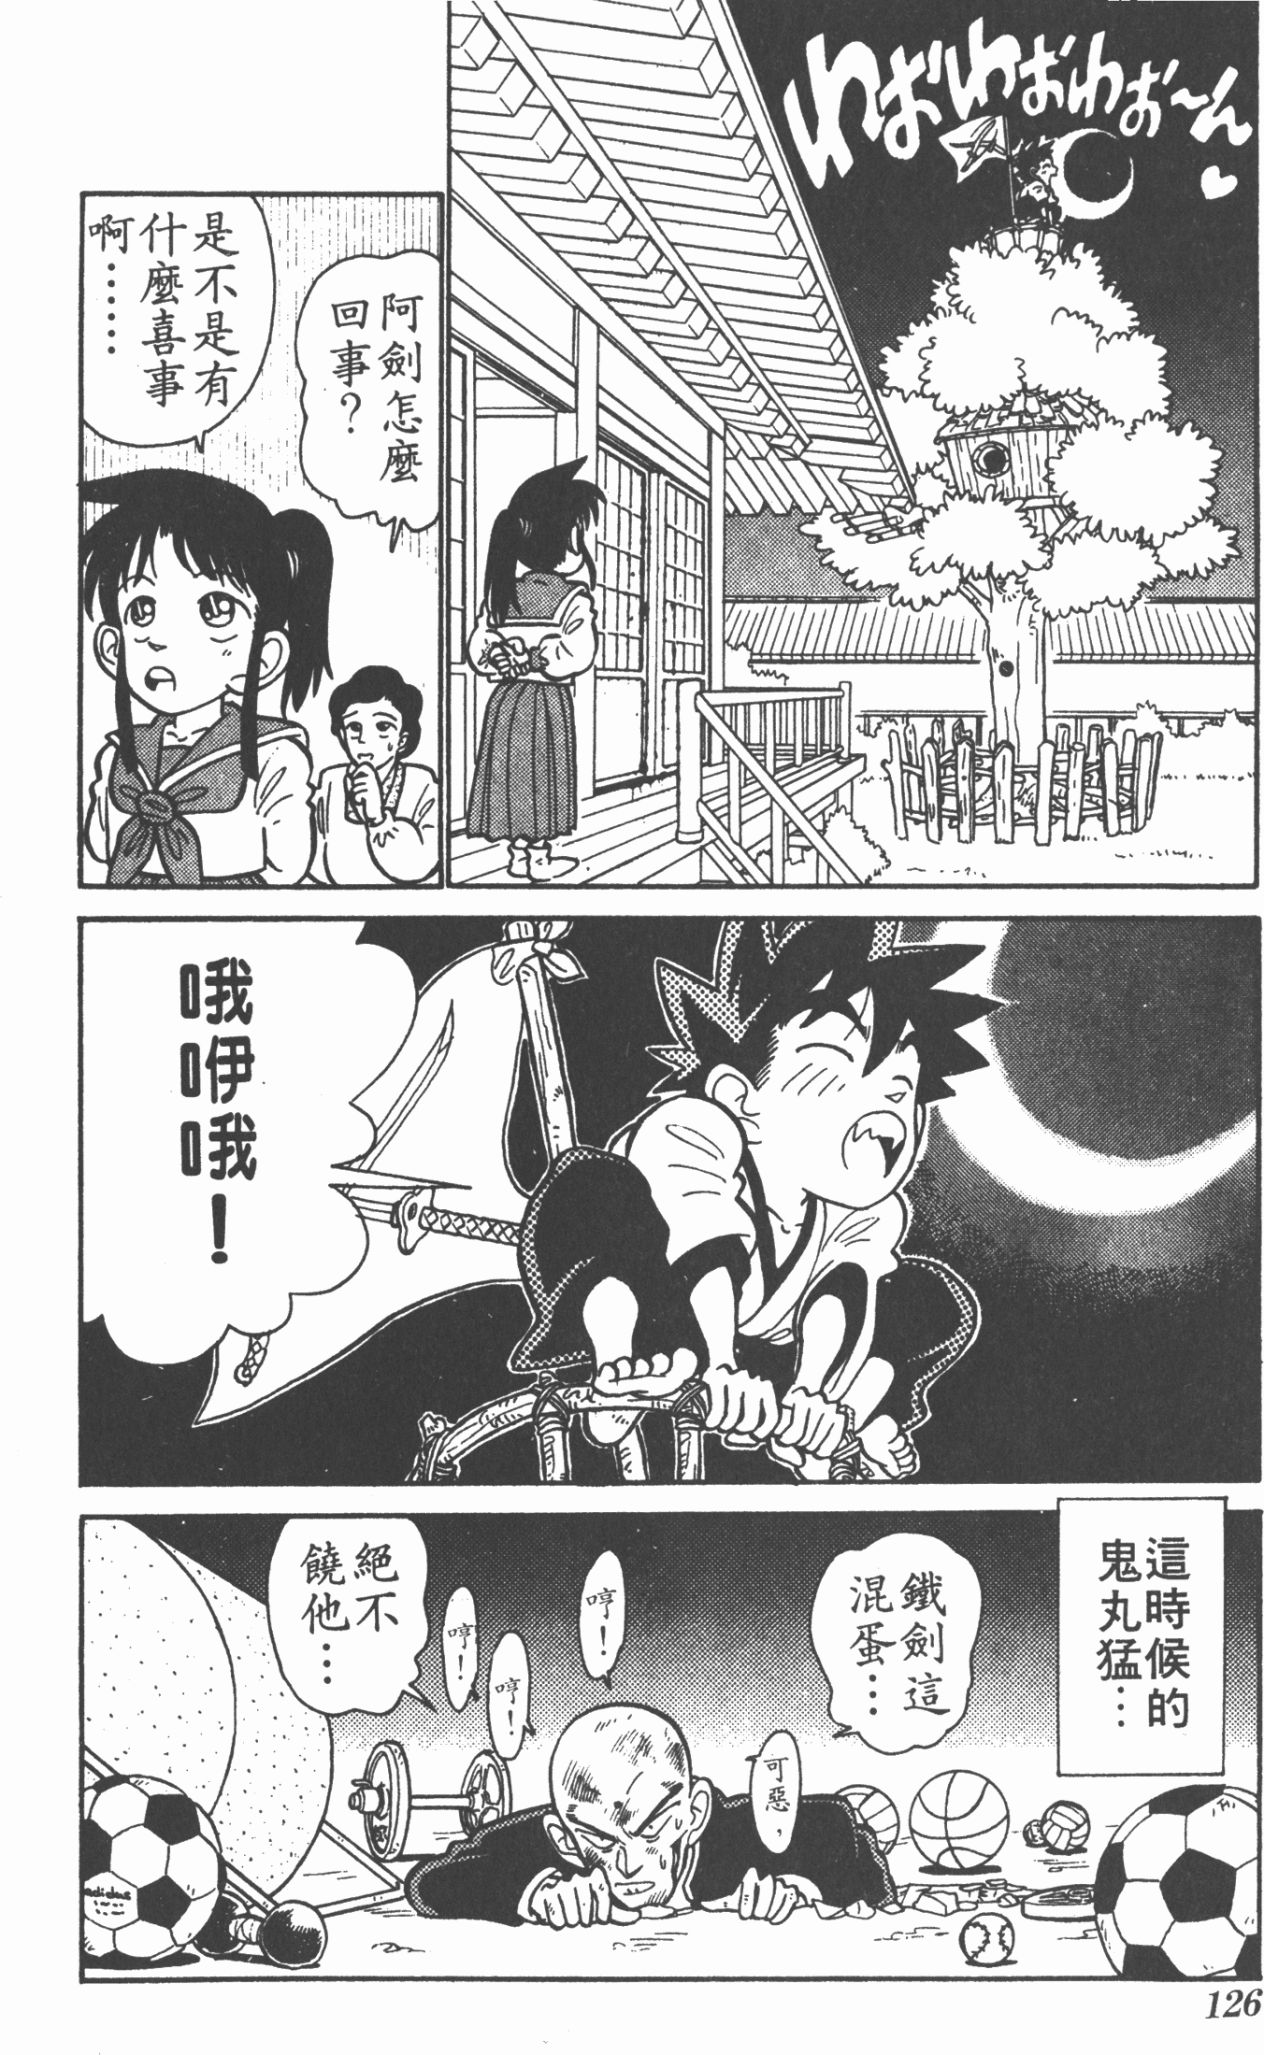 わおわおわお〜ん♥
阿劍怎麼
回事？
是不是有
什麼喜事
啊……
哦咿哦！
這時候的
鬼丸猛…
鐵劍這
混蛋…
可惡，
哼！
哼！
哼！
絕不
饒他…
adidas
126